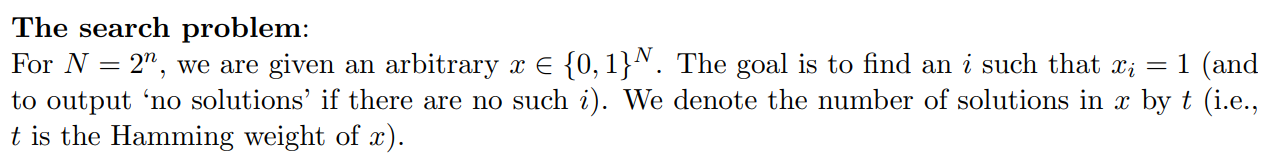 The search problem:
For N = 2ⁿ, we are given an arbitrary x ∈ {0, 1}ᴺ. The goal is to find an i such that xᵢ = 1 (and
to output ‘no solutions’ if there are no such i). We denote the number of solutions in x by t (i.e.,
t is the Hamming weight of x).